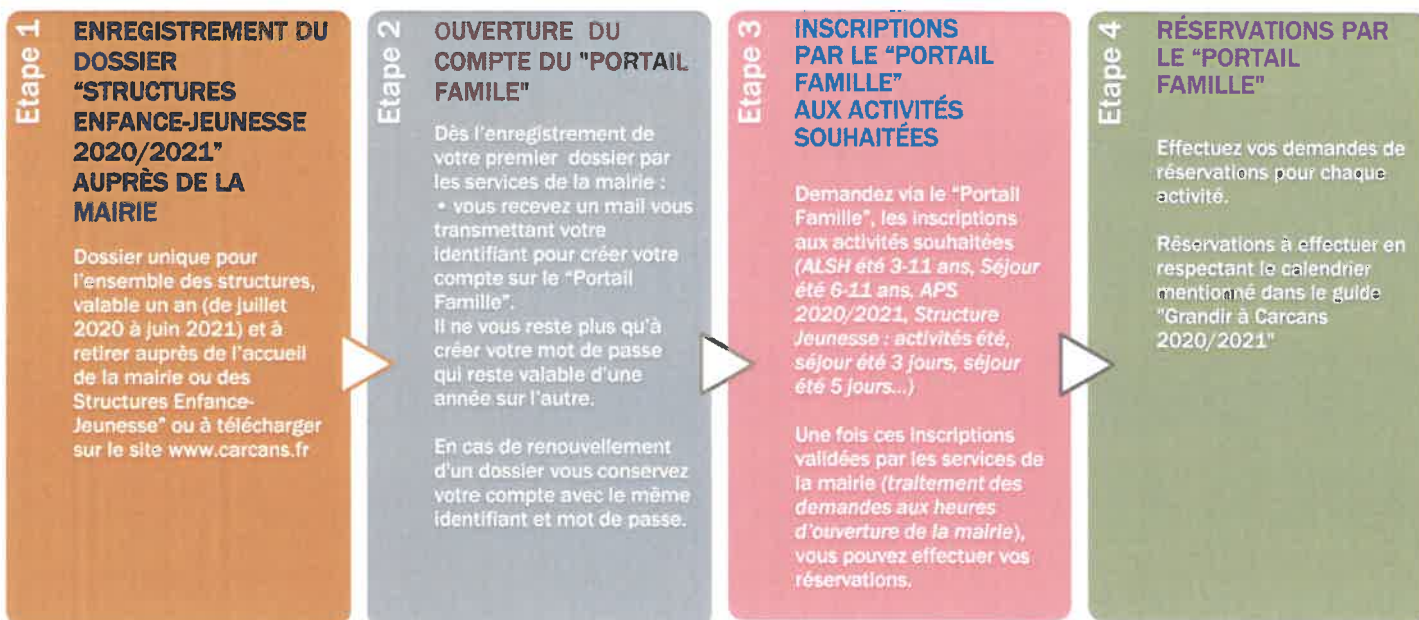 Etape 1
ENREGISTREMENT DU
DOSSIER
“STRUCTURES
ENFANCE-JEUNESSE
2020/2021”
AUPRÈS DE LA
MAIRIE
Dossier unique pour
l'ensemble des structures,
valable un an (de juillet
2020 à juin 2021) et à
retirer auprès de l'accueil
de la mairie ou des
Structures Enfance-
Jeunesse" ou à télécharger
sur le site www.carcans.fr
Etape 2
OUVERTURE DU
COMPTE DU "PORTAIL
FAMILE"
Dès l'enregistrement de
votre premier dossier par
les services de la mairie :
• vous recevez un mail vous
transmettant votre
identifiant pour créer votre
compte sur le "Portail
Famille".
Il ne vous reste plus qu'à
créer votre mot de passe
qui reste valable d'une
année sur l'autre.
En cas de renouvellement
d'un dossier vous conservez
votre compte avec le même
identifiant et mot de passe.
Etape 3
INSCRIPTIONS
PAR LE “PORTAIL
FAMILLE”
AUX ACTIVITÉS
SOUHAITÉES
Demandez via le "Portail
Famille", les inscriptions
aux activités souhaitées
(ALSH été 3-11 ans, Séjour
été 6-11 ans, APS
2020/2021, Structure
Jeunesse : activités été,
séjour été 3 jours, séjour
été 5 jours...)
Une fois ces inscriptions
validées par les services de
la mairie (traitement des
demandes aux heures
d'ouverture de la mairie),
vous pouvez effectuer vos
réservations.
Etape 4
RÉSERVATIONS PAR
LE “PORTAIL
FAMILLE"
Effectuez vos demandes de
réservations pour chaque
activité.
Réservations à effectuer en
respectant le calendrier
mentionné dans le guide
"Grandir à Carcans
2020/2021"